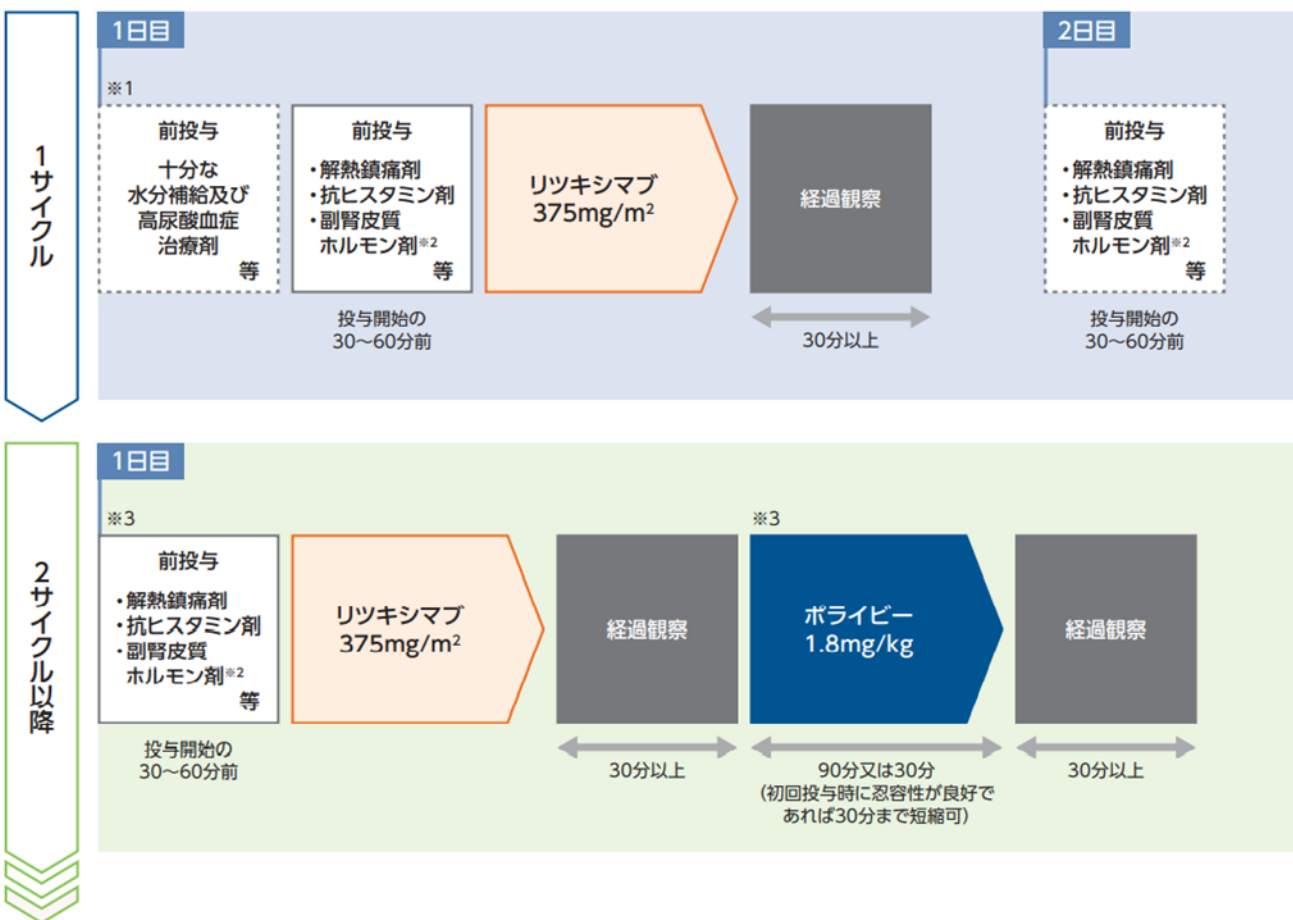 1サイクル
1日目
※1
前投与
十分な
水分補給及び
高尿酸血症
治療剤
等
前投与
・解熱鎮痛剤
・抗ヒスタミン剤
・副腎皮質
ホルモン剤※2
等
投与開始の
30〜60分前
リツキシマブ
375mg/m²
経過観察
30分以上
2日目
前投与
・解熱鎮痛剤
・抗ヒスタミン剤
・副腎皮質
ホルモン剤※2
等
投与開始の
30〜60分前
2サイクル以降
1日目
※3
前投与
・解熱鎮痛剤
・抗ヒスタミン剤
・副腎皮質
ホルモン剤※2
等
投与開始の
30〜60分前
リツキシマブ
375mg/m²
経過観察
30分以上
※3
ポライビー
1.8mg/kg
90分又は30分
(初回投与時に忍容性が良好で
あれば30分まで短縮可)
経過観察
30分以上